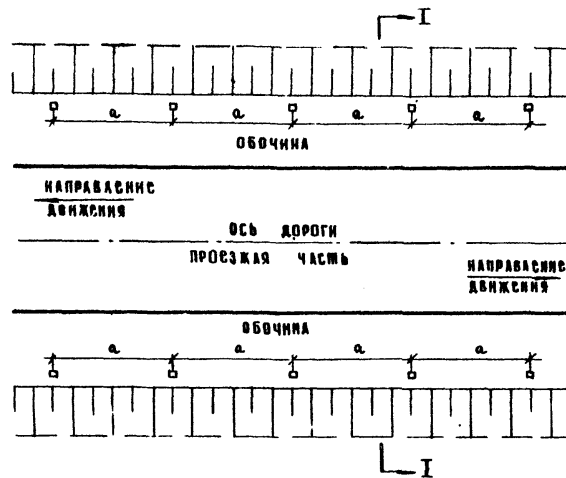 I
a a a a
ОБОЧИНА
НАПРАВЛЕНИЕ
ДВИЖЕНИЯ
ОСЬ ДОРОГИ
ПРОЕЗЖАЯ ЧАСТЬ
НАПРАВЛЕНИЕ
ДВИЖЕНИЯ
ОБОЧИНА
a a a a
I